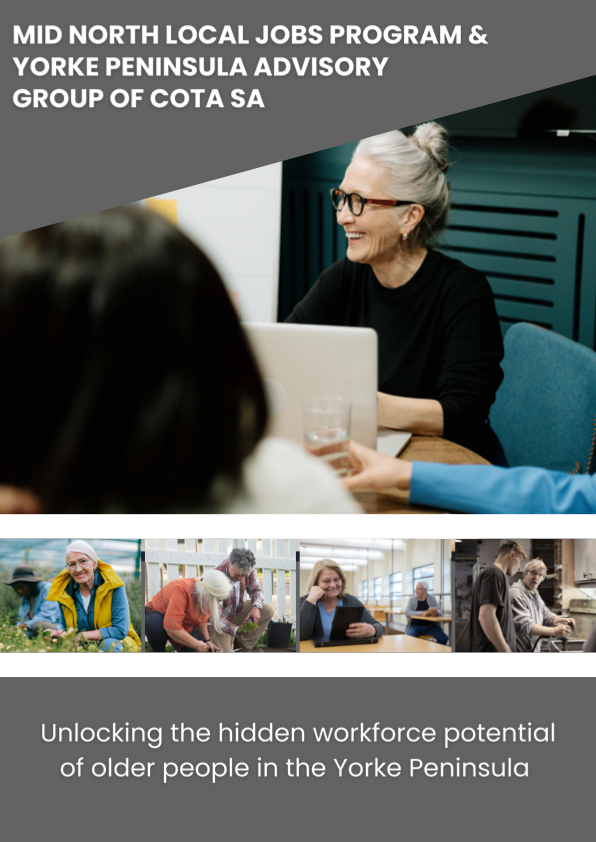 MID NORTH LOCAL JOBS PROGRAM &
YORKE PENINSULA ADVISORY
GROUP OF COTA SA
Unlocking the hidden workforce potential
of older people in the Yorke Peninsula